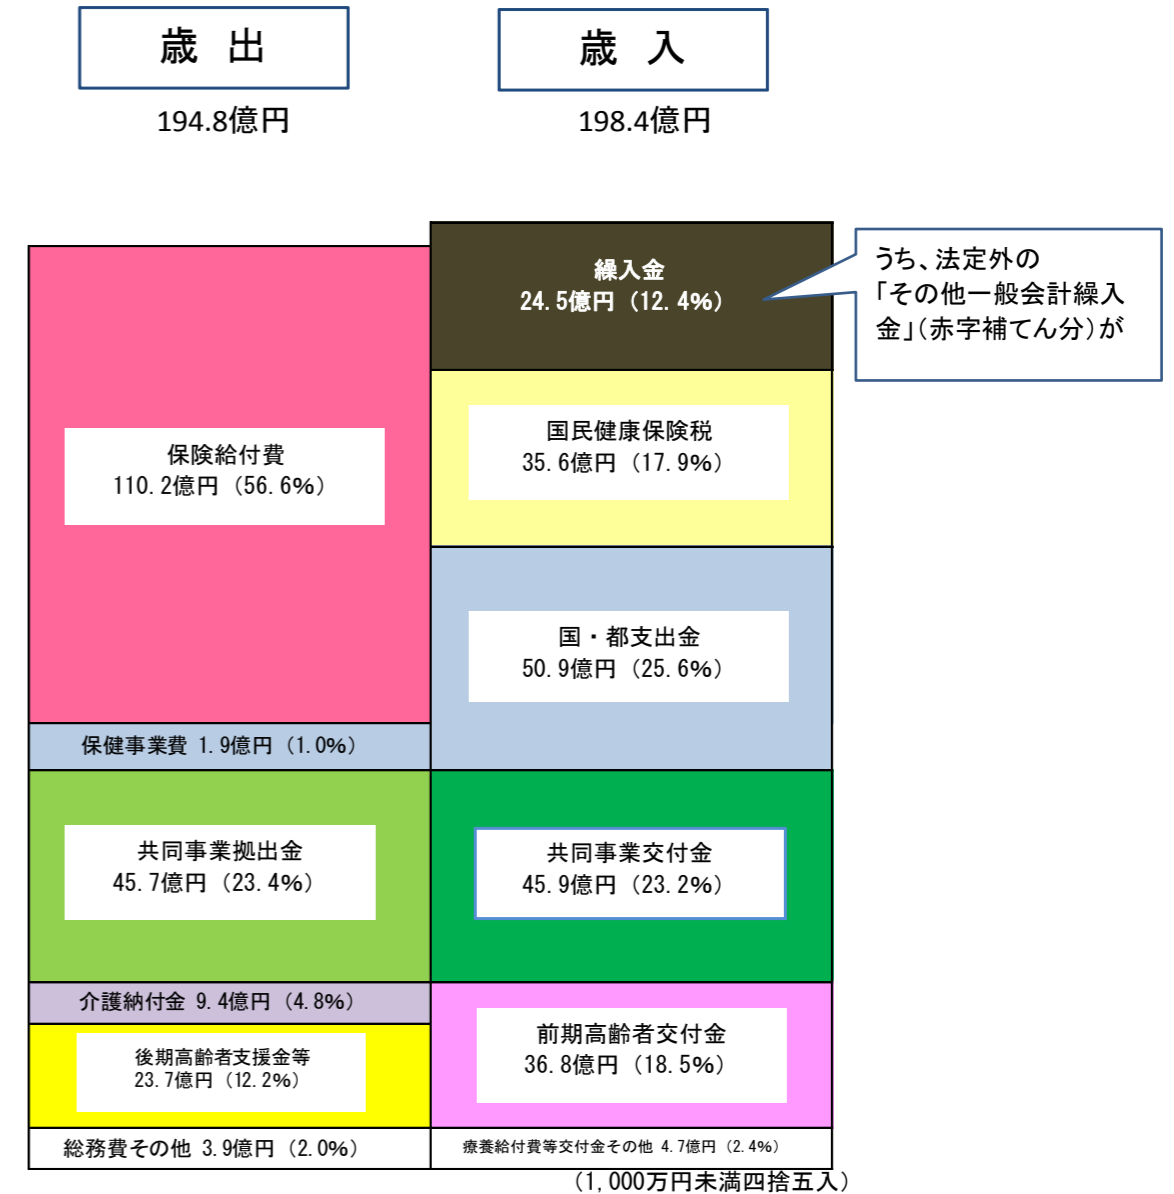 歳 出
194.8億円
歳 入
198.4億円
保険給付費
110.2億円 (56.6%)
保健事業費 1.9億円 (1.0%)
共同事業拠出金
45.7億円 (23.4%)
介護納付金 9.4億円 (4.8%)
後期高齢者支援金等
23.7億円 (12.2%)
総務費その他 3.9億円 (2.0%)
繰入金
24.5億円 (12.4%)
うち、法定外の
「その他一般会計繰入
金」(赤字補てん分)が
国民健康保険税
35.6億円 (17.9%)
国・都支出金
50.9億円 (25.6%)
共同事業交付金
45.9億円 (23.2%)
前期高齢者交付金
36.8億円 (18.5%)
療養給付費等交付金その他 4.7億円 (2.4%)
(1,000万円未満四捨五入)